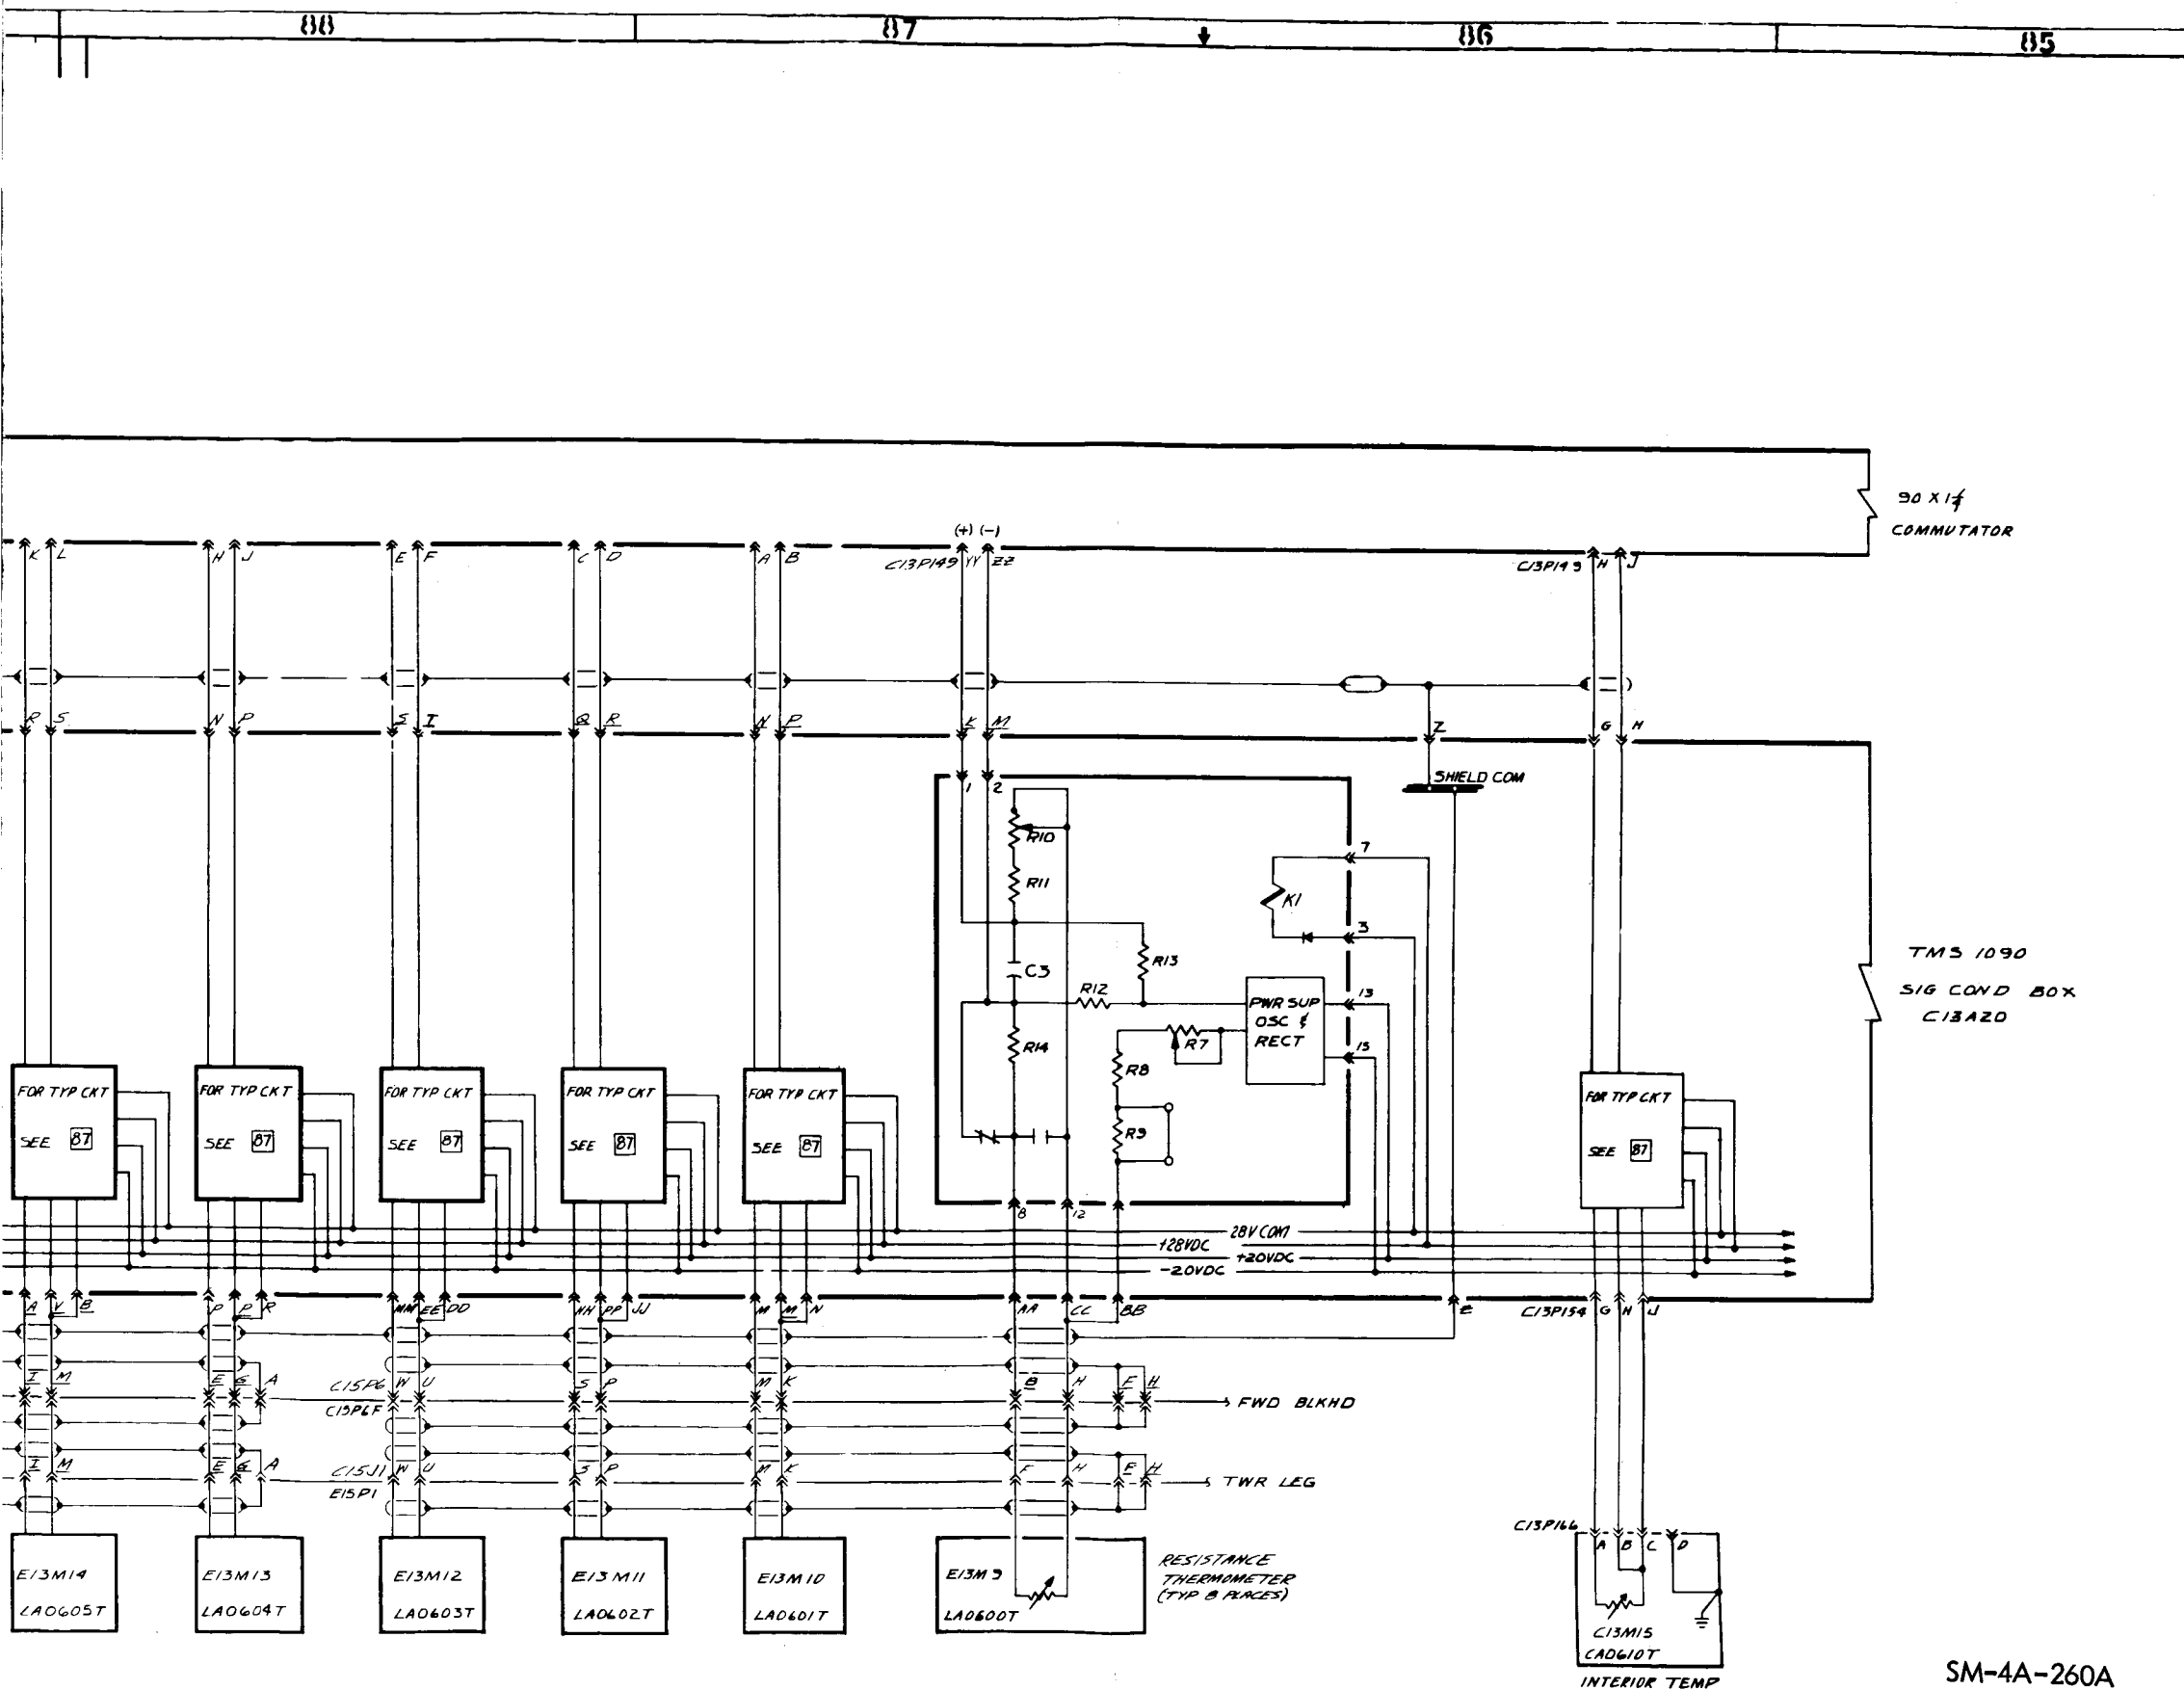 88 87 86 85
90 X 1¼
COMMUTATOR
(+) (-)
K L H J E F C D A B C13P149 YY ZZ C13P149 H J
R S N P S I Q R N P K M Z G H
SHIELD COM
1 2
R10
7
R11
K1
3
TMS 1090
SIG COND BOX
C13A20
R13
C3
R12
13
PWR SUP
OSC &
RECT
R7
R14
15
R8
R9
FOR TYP CKT
SEE 87
FOR TYP CKT
SEE 87
FOR TYP CKT
SEE 87
FOR TYP CKT
SEE 87
FOR TYP CKT
SEE 87
FOR TYP CKT
SEE 87
8 12
28V COM
+28VDC
+20VDC
-20VDC
A V B P P R MM EE DD HH PP JJ M M N AA CC BB E C13P154 G H J
I M E G A C15P6 W U S P M K B H F H
C15P6F
FWD BLKHD
I M E G A C15J1 W U S P M K F H F H
E15P1
TWR LEG
C13P166
A B C D
E13M14
LA0605T
E13M13
LA0604T
E13M12
LA0603T
E13M11
LA0602T
E13M10
LA0601T
E13M9
LA0600T
RESISTANCE
THERMOMETER
(TYP 8 PLACES)
C13M15
CA0610T
INTERIOR TEMP
SM-4A-260A